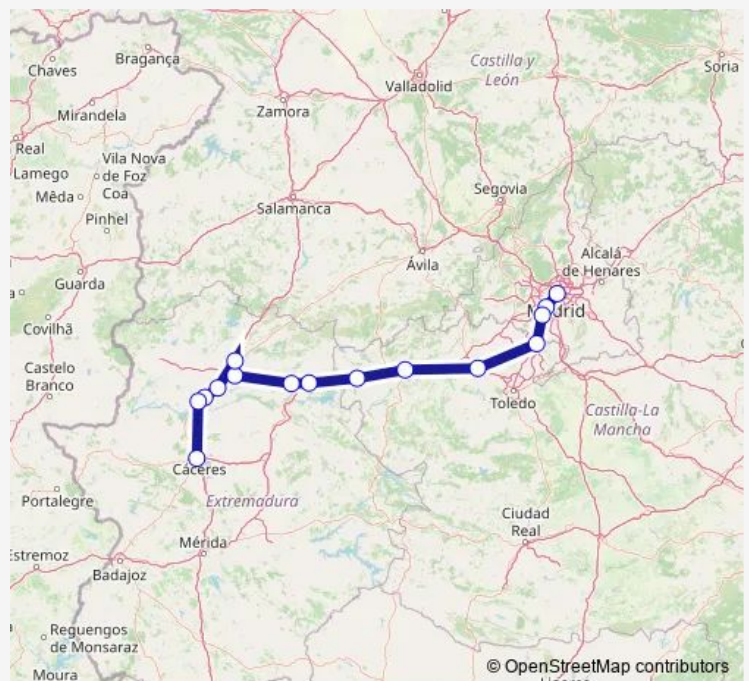 Chaves
Bragança
Castilla y
León
Soria
Valladolid
Zamora
Mirandela
Real
Lamego
Vila Nova
de Foz
Coa
Mêda
Pinhel
Segovia
Salamanca
Ávila
Alcalá
de Henares
Guarda
Madrid
Covilhã
Castelo
Branco
Toledo
Castilla-La
Mancha
Cáceres
Portalegre
Extremadura
Ciudad
Real
Mérida
Estremoz
Badajoz
Reguengos
de Monsaraz
Moura
© OpenStreetMap contributors